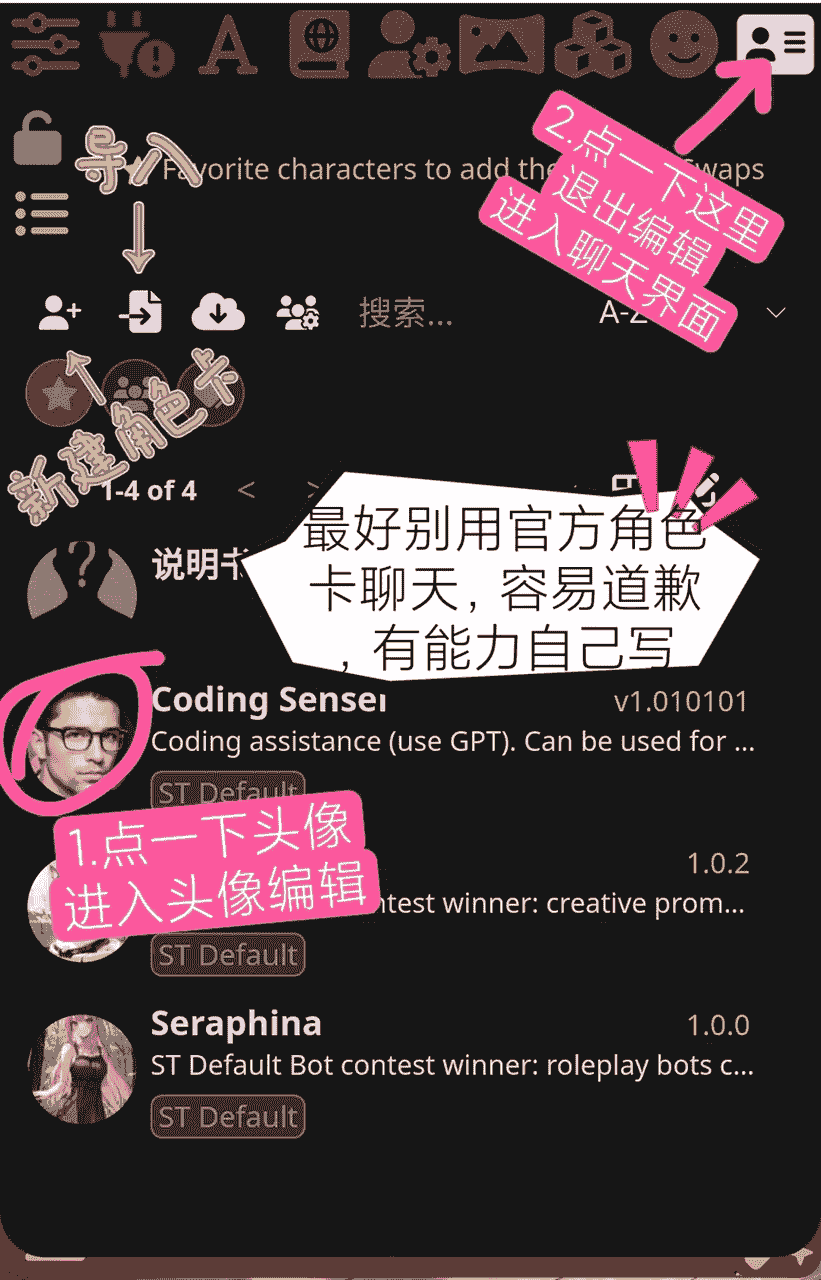 导入
Favorite characters to add the
Swaps
2.点一下这里
退出编辑
进入聊天界面
搜索...
A-Z
新建角色卡
1-4 of 4
<
>
最好别用官方角色
卡聊天, 容易道歉
, 有能力自己写
说明书
Coding Sensei
v1.010101
Coding assistance (use GPT). Can be used for ...
ST Default
1.点一下头像
进入头像编辑
1.0.2
contest winner: creative prom...
ST Default
Seraphina
1.0.0
ST Default Bot contest winner: roleplay bots c...
ST Default